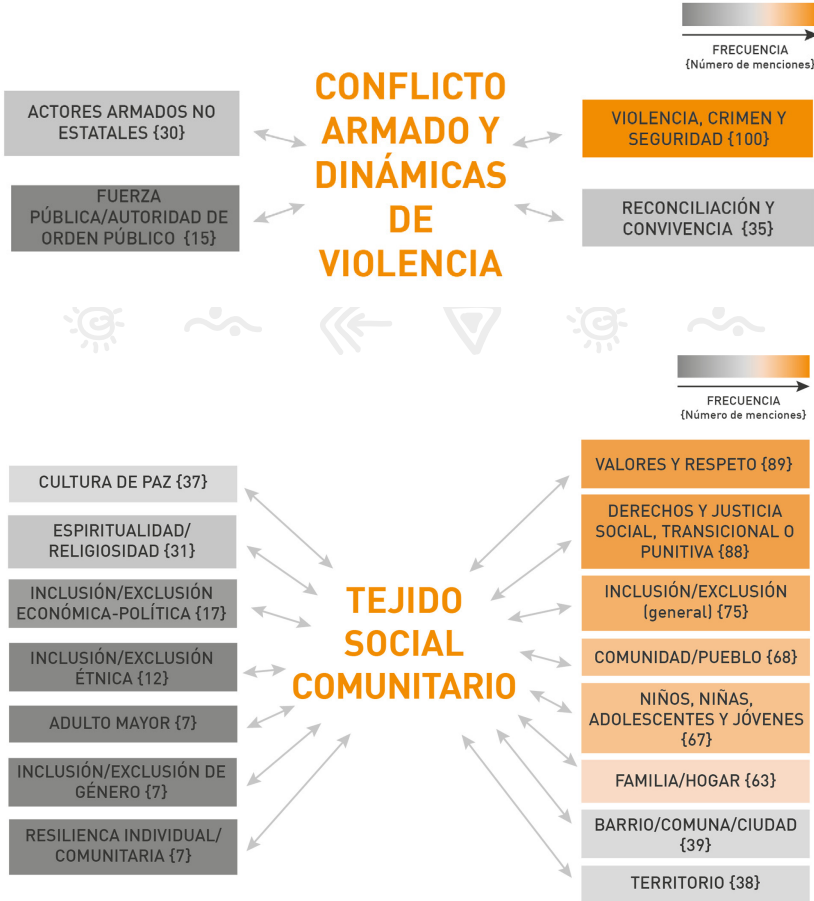 FRECUENCIA
{Número de menciones}
CONFLICTO
ARMADO Y
DINÁMICAS
DE
VIOLENCIA
ACTORES ARMADOS NO
ESTATALES {30}
FUERZA
PÚBLICA/AUTORIDAD DE
ORDEN PÚBLICO {15}
VIOLENCIA, CRIMEN Y
SEGURIDAD {100}
RECONCILIACIÓN Y
CONVIVENCIA {35}
FRECUENCIA
{Número de menciones}
TEJIDO
SOCIAL
COMUNITARIO
CULTURA DE PAZ {37}
ESPIRITUALIDAD/
RELIGIOSIDAD {31}
INCLUSIÓN/EXCLUSIÓN
ECONÓMICA-POLÍTICA {17}
INCLUSIÓN/EXCLUSIÓN
ÉTNICA {12}
ADULTO MAYOR {7}
INCLUSIÓN/EXCLUSIÓN DE
GÉNERO {7}
RESILIENCA INDIVIDUAL/
COMUNITARIA {7}
VALORES Y RESPETO {89}
DERECHOS Y JUSTICIA
SOCIAL, TRANSICIONAL O
PUNITIVA {88}
INCLUSIÓN/EXCLUSIÓN
(general) {75}
COMUNIDAD/PUEBLO {68}
NIÑOS, NIÑAS,
ADOLESCENTES Y JÓVENES
{67}
FAMILIA/HOGAR {63}
BARRIO/COMUNA/CIUDAD
{39}
TERRITORIO {38}